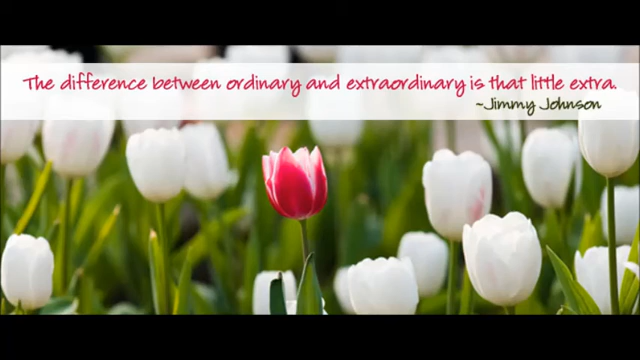 The difference between ordinary and extraordinary is that little extra.
~Jimmy Johnson